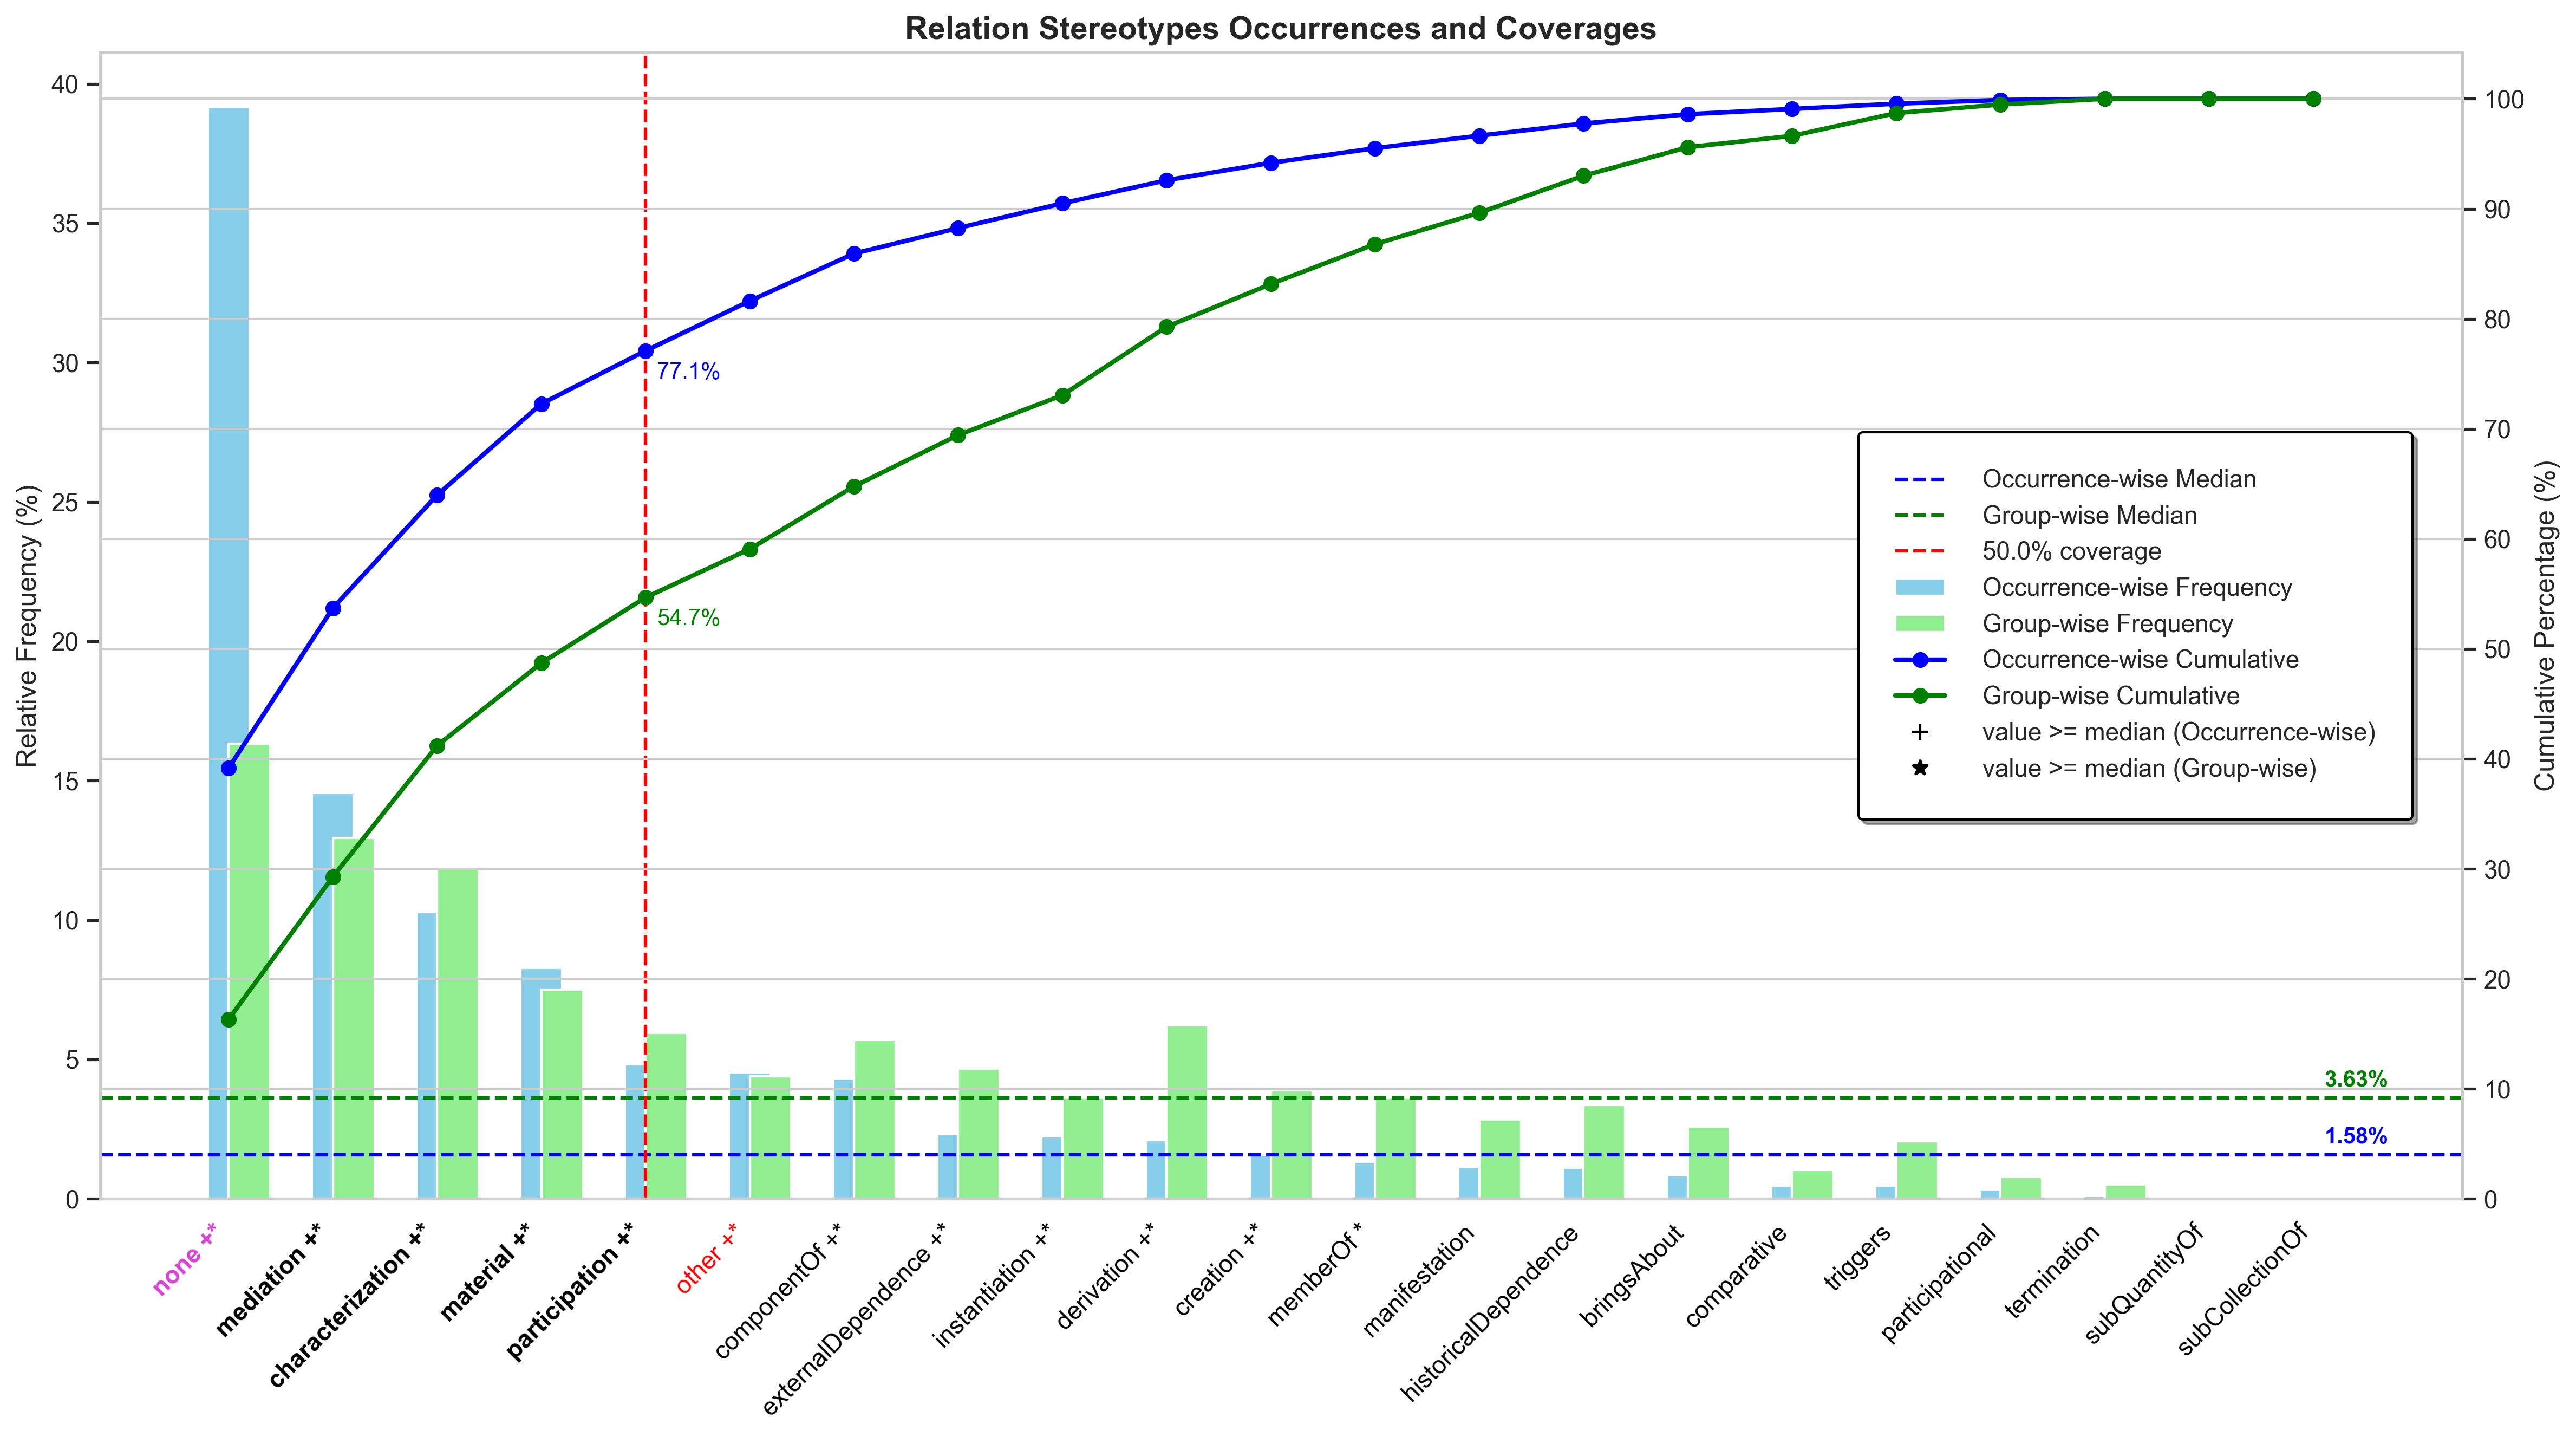 Relation Stereotypes Occurrences and Coverages
Relative Frequency (%)
40
35
30
25
20
15
10
5
0
77.1%
54.7%
3.63%
1.58%
Occurrence-wise Median
Group-wise Median
50.0% coverage
Occurrence-wise Frequency
Group-wise Frequency
Occurrence-wise Cumulative
Group-wise Cumulative
value >= median (Occurrence-wise)
value >= median (Group-wise)
100
90
80
70
60
50
40
30
20
10
0
Cumulative Percentage (%)
none +*
mediation +*
characterization +*
material +*
participation +*
other +*
componentOf +*
externalDependence +*
instantiation +*
derivation +*
creation +*
memberOf *
manifestation
historicalDependence
bringsAbout
comparative
triggers
participational
termination
subQuantityOf
subCollectionOf